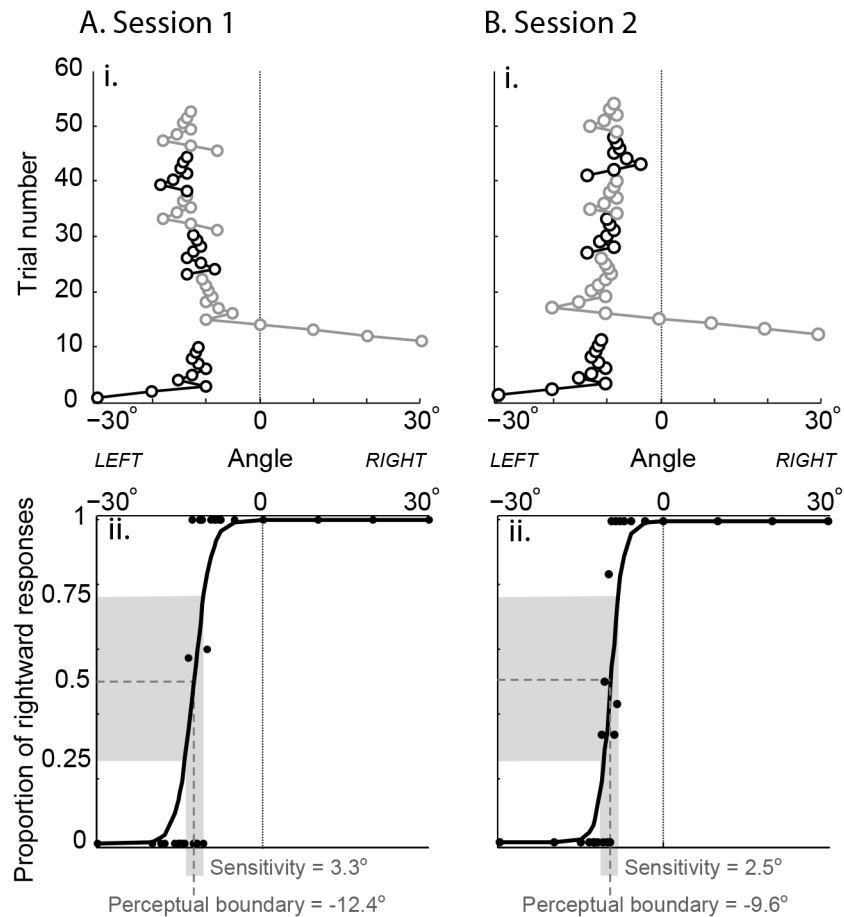 A. Session 1
B. Session 2
i.
60
50
40
30
20
10
0
Trial number
−30° 0 30°
LEFT Angle RIGHT
i.
−30° 0 30°
LEFT Angle RIGHT
−30° 0 30°
ii.
1
0.75
0.5
0.25
0
Proportion of rightward responses
Sensitivity = 3.3°
Perceptual boundary = -12.4°
−30° 0 30°
ii.
Sensitivity = 2.5°
Perceptual boundary = -9.6°